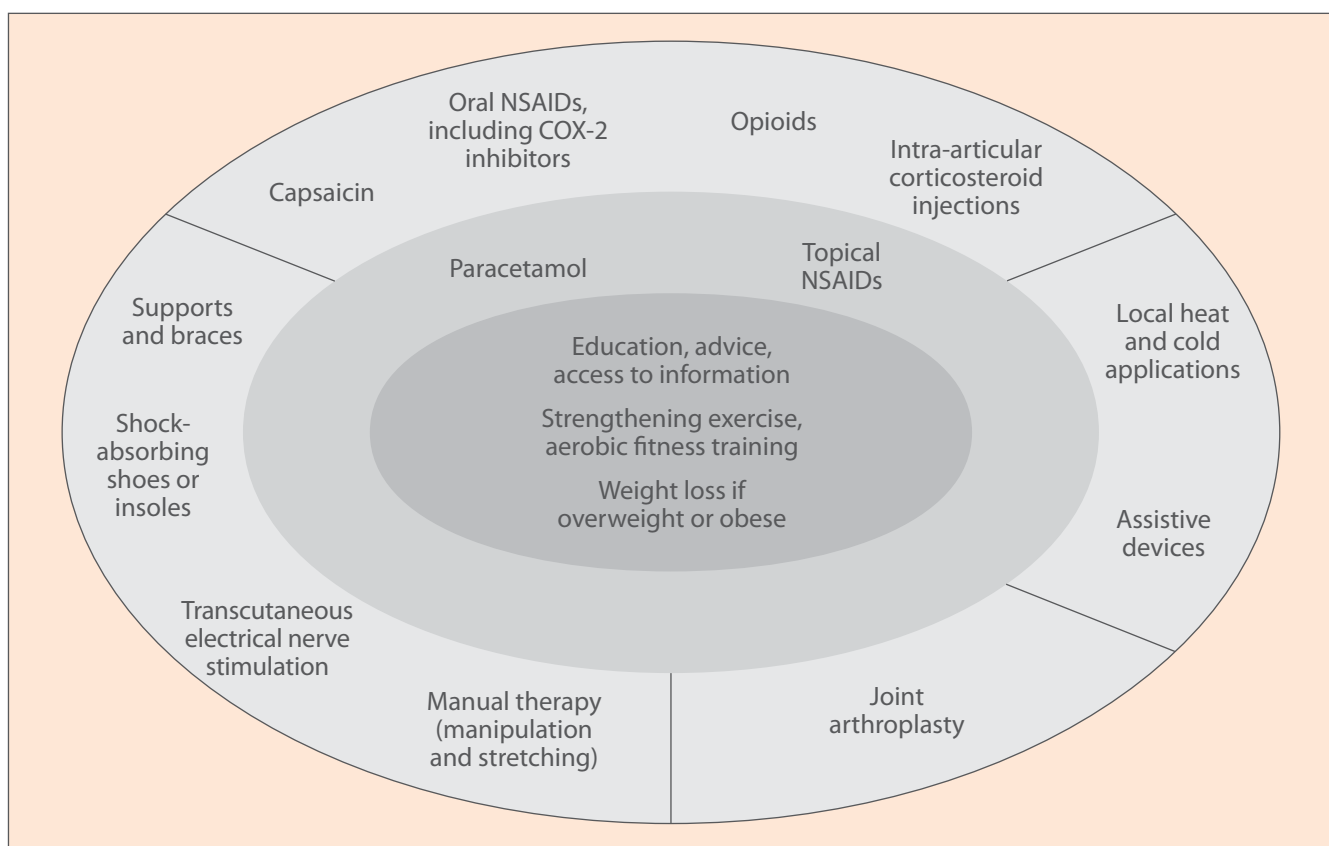 Oral NSAIDs,
including COX-2
inhibitors
Opioids
Intra-articular
corticosteroid
injections
Capsaicin
Paracetamol
Topical
NSAIDs
Supports
and braces
Local heat
and cold
applications
Education, advice,
access to information
Strengthening exercise,
aerobic fitness training
Weight loss if
overweight or obese
Shock-
absorbing
shoes or
insoles
Assistive
devices
Transcutaneous
electrical nerve
stimulation
Manual therapy
(manipulation
and stretching)
Joint
arthroplasty